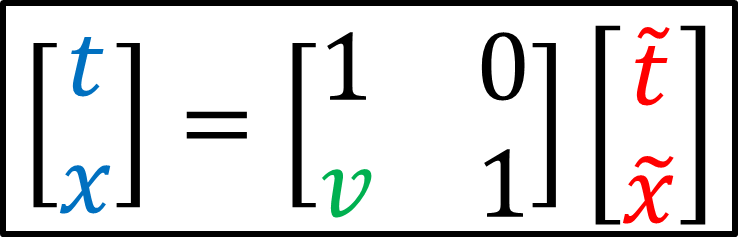 [t] = [1 0] [t̃]
[x] [v 1] [x̃]